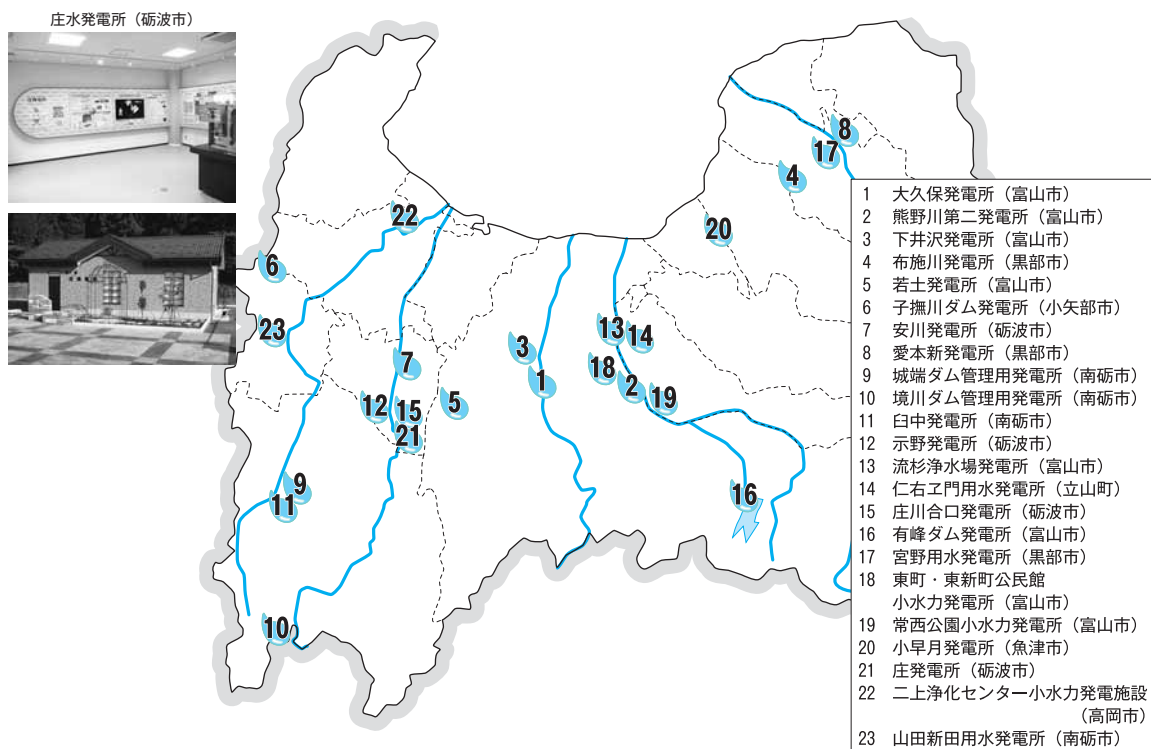 庄水発電所（砺波市）
8
17
4
22
20
6
23
13
14
3
7
18
1
2
19
12
15
5
21
9
11
16
10
1 大久保発電所（富山市）
2 熊野川第二発電所（富山市）
3 下井沢発電所（富山市）
4 布施川発電所（黒部市）
5 若土発電所（富山市）
6 子撫川ダム発電所（小矢部市）
7 安川発電所（砺波市）
8 愛本新発電所（黒部市）
9 城端ダム管理用発電所（南砺市）
10 境川ダム管理用発電所（南砺市）
11 臼中発電所（南砺市）
12 示野発電所（砺波市）
13 流杉浄水場発電所（富山市）
14 仁右ヱ門用水発電所（立山町）
15 庄川合口発電所（砺波市）
16 有峰ダム発電所（富山市）
17 宮野用水発電所（黒部市）
18 東町・東新町公民館
小水力発電所（富山市）
19 常西公園小水力発電所（富山市）
20 小早月発電所（魚津市）
21 庄発電所（砺波市）
22 二上浄化センター小水力発電施設
（高岡市）
23 山田新田用水発電所（南砺市）